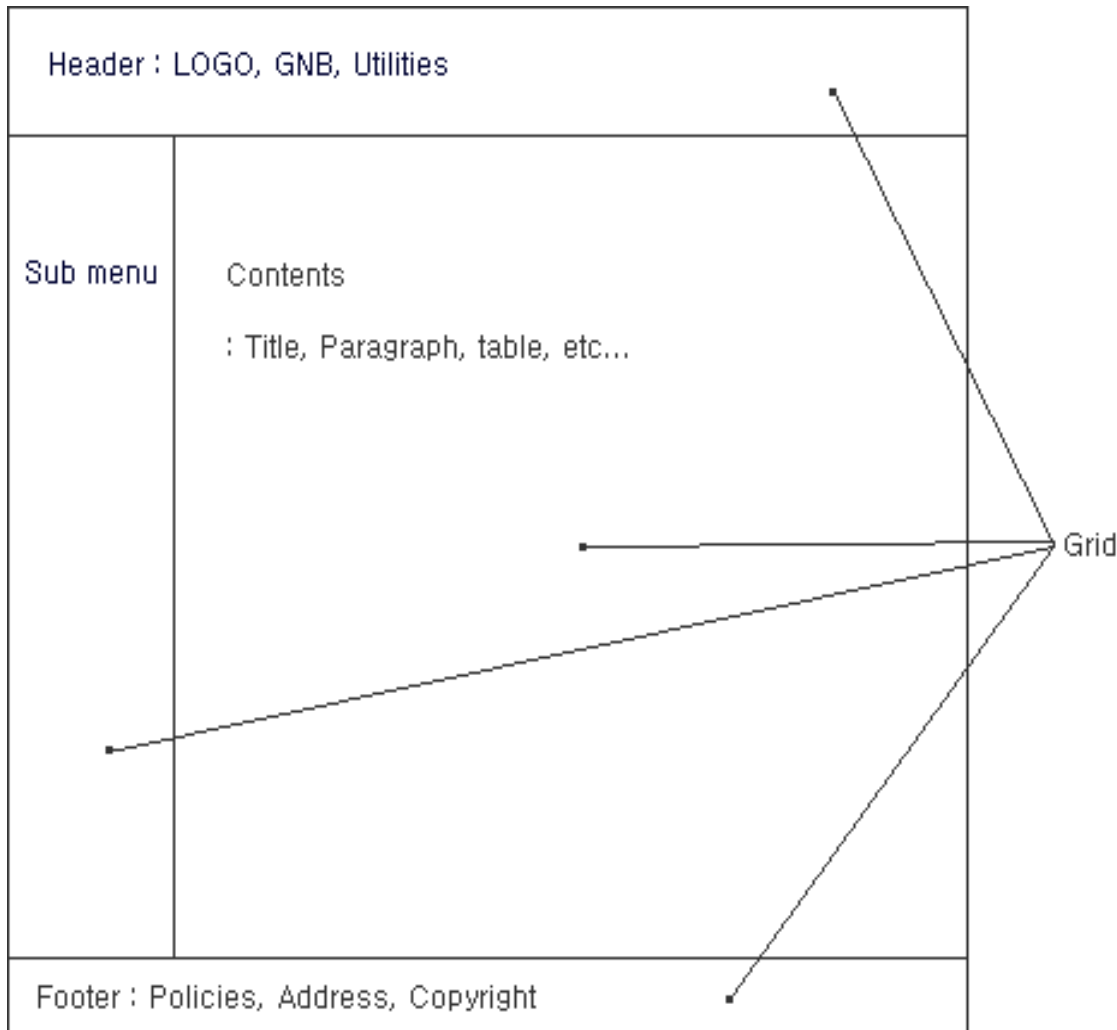 Header : LOGO, GNB, Utilities
Sub menu
Contents
: Title, Paragraph, table, etc...
Grid
Footer : Policies, Address, Copyright